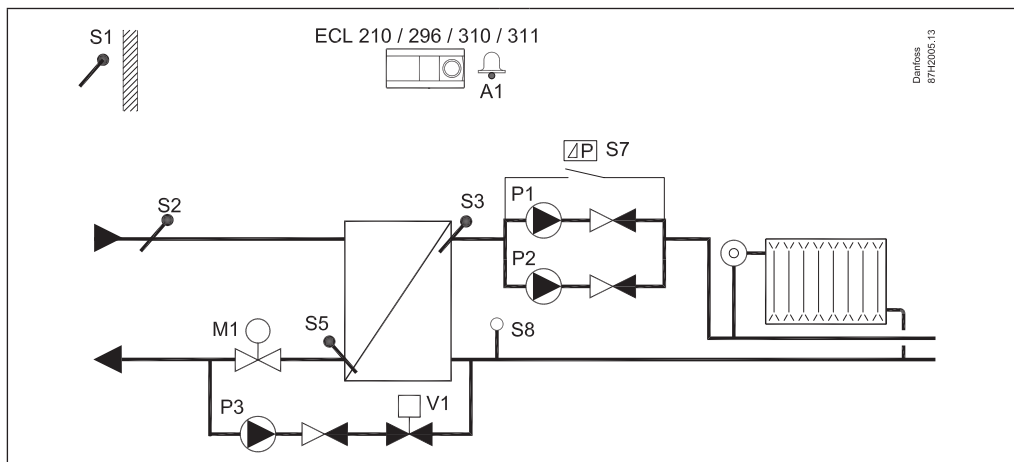 S1
ECL 210 / 296 / 310 / 311
A1
Danfoss
87H2005.13
P S7
S2
S3
P1
P2
M1
S5
S8
P3
V1